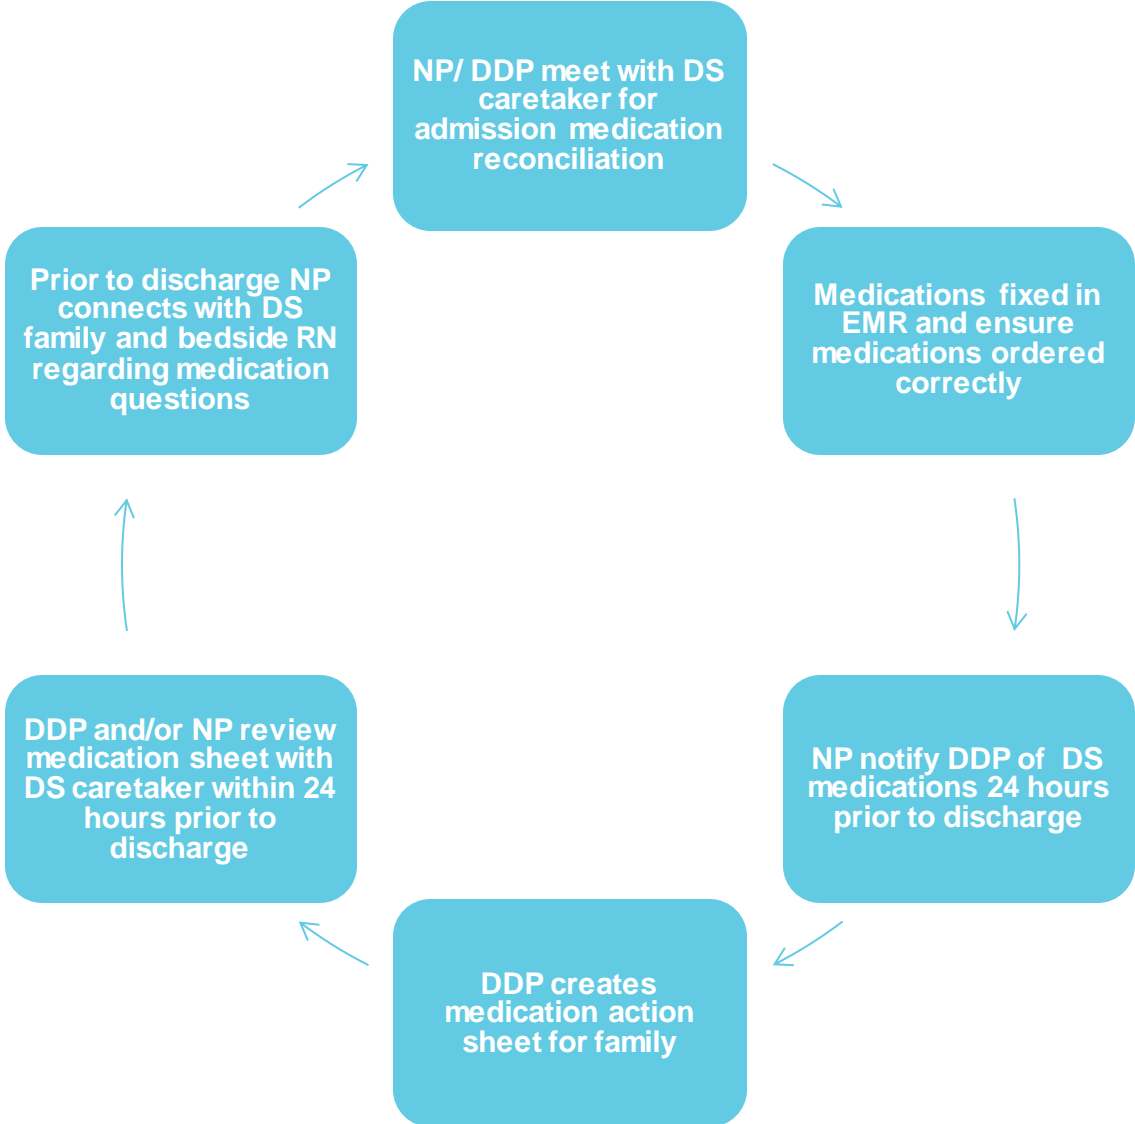 NP/ DDP meet with DS
caretaker for
admission medication
reconciliation
Medications fixed in
EMR and ensure
medications ordered
correctly
NP notify DDP of DS
medications 24 hours
prior to discharge
DDP creates
medication action
sheet for family
DDP and/or NP review
medication sheet with
DS caretaker within 24
hours prior to
discharge
Prior to discharge NP
connects with DS
family and bedside RN
regarding medication
questions